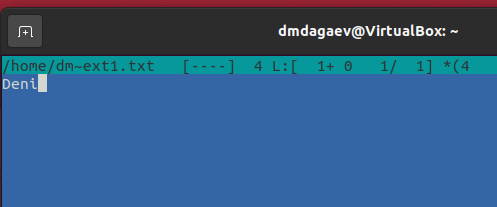 dmdagaev@VirtualBox: ~
/home/dm~ext1.txt [----] 4 L:[ 1+ 0 1/ 1] *(4
Deni